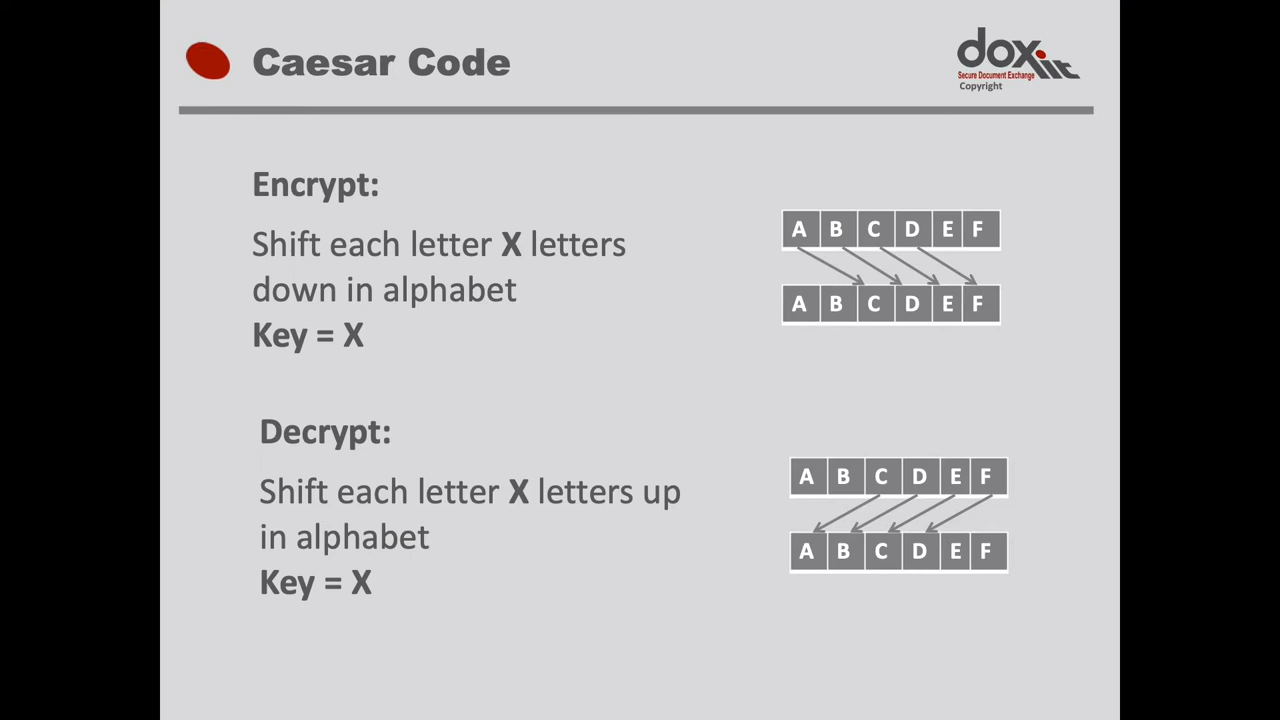 Caesar Code
doxiit
Secure Document Exchange
Copyright
Encrypt:
Shift each letter X letters
down in alphabet
Key = X
A B C D E F
A B C D E F
Decrypt:
Shift each letter X letters up
in alphabet
Key = X
A B C D E F
A B C D E F